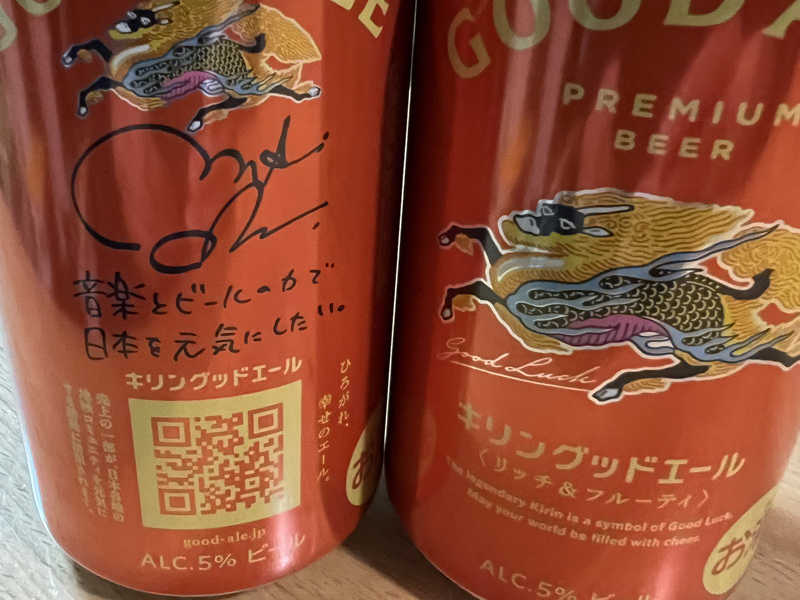 音楽とビールの力で
日本を元気にしたい。
キリングッドエール
ひろがれ、
幸せのエール。
good-ale.jp
ALC.5% ビール
GOOD A
PREMIUM
BEER
Good Luck
キリングッドエール
〈リッチ＆フルーティ〉
The legendary Kirin is a symbol of Good Luck.
May your world be filled with cheer.
ALC.5% ビー
お酒